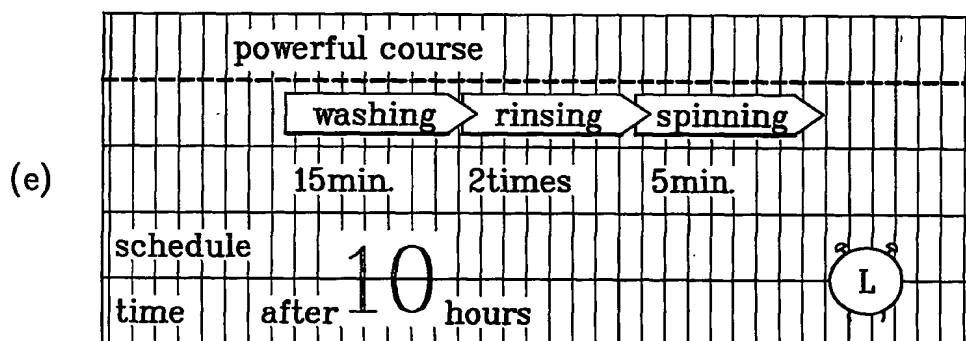 powerful course
washing rinsing spinning
15min. 2times 5min.
(e)
schedule
time after 10 hours
L